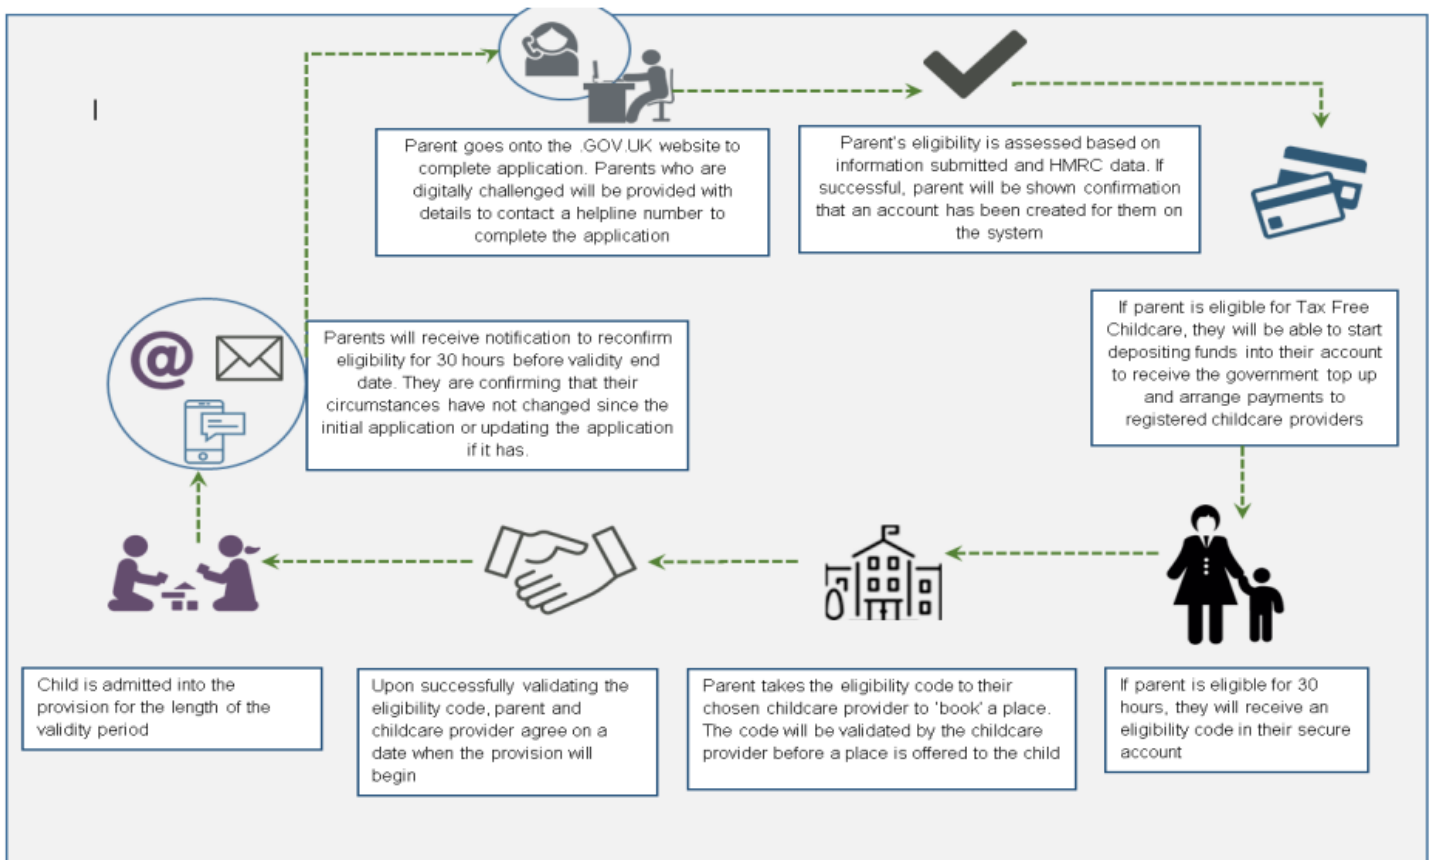 Parent goes onto the .GOV.UK website to
complete application. Parents who are
digitally challenged will be provided with
details to contact a helpline number to
complete the application
Parent's eligibility is assessed based on
information submitted and HMRC data. If
successful, parent will be shown confirmation
that an account has been created for them on
the system
If parent is eligible for Tax Free
Childcare, they will be able to start
depositing funds into their account
to receive the government top up
and arrange payments to
registered childcare providers
If parent is eligible for 30
hours, they will receive an
eligibility code in their secure
account
Parent takes the eligibility code to their
chosen childcare provider to 'book' a place.
The code will be validated by the childcare
provider before a place is offered to the child
Upon successfully validating the
eligibility code, parent and
childcare provider agree on a
date when the provision will
begin
Child is admitted into the
provision for the length of the
validity period
@
Parents will receive notification to reconfirm
eligibility for 30 hours before validity end
date. They are confirming that their
circumstances have not changed since the
initial application or updating the application
if it has.